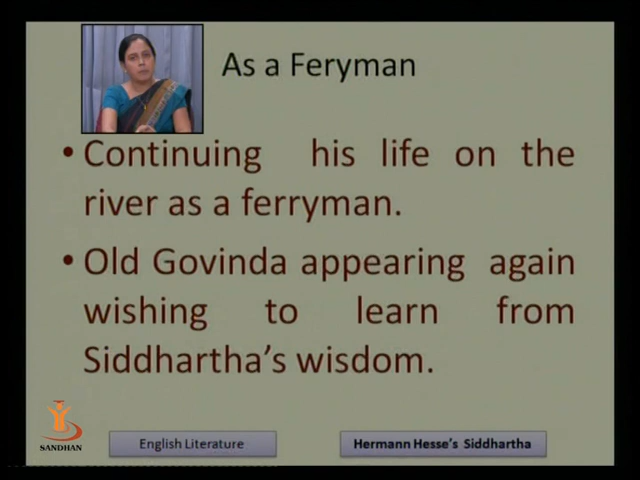 As a Feryman
• Continuing his life on the
river as a ferryman.
• Old Govinda appearing again
wishing to learn from
Siddhartha’s wisdom.
SANDHAN
English Literature
Hermann Hesse’s Siddhartha